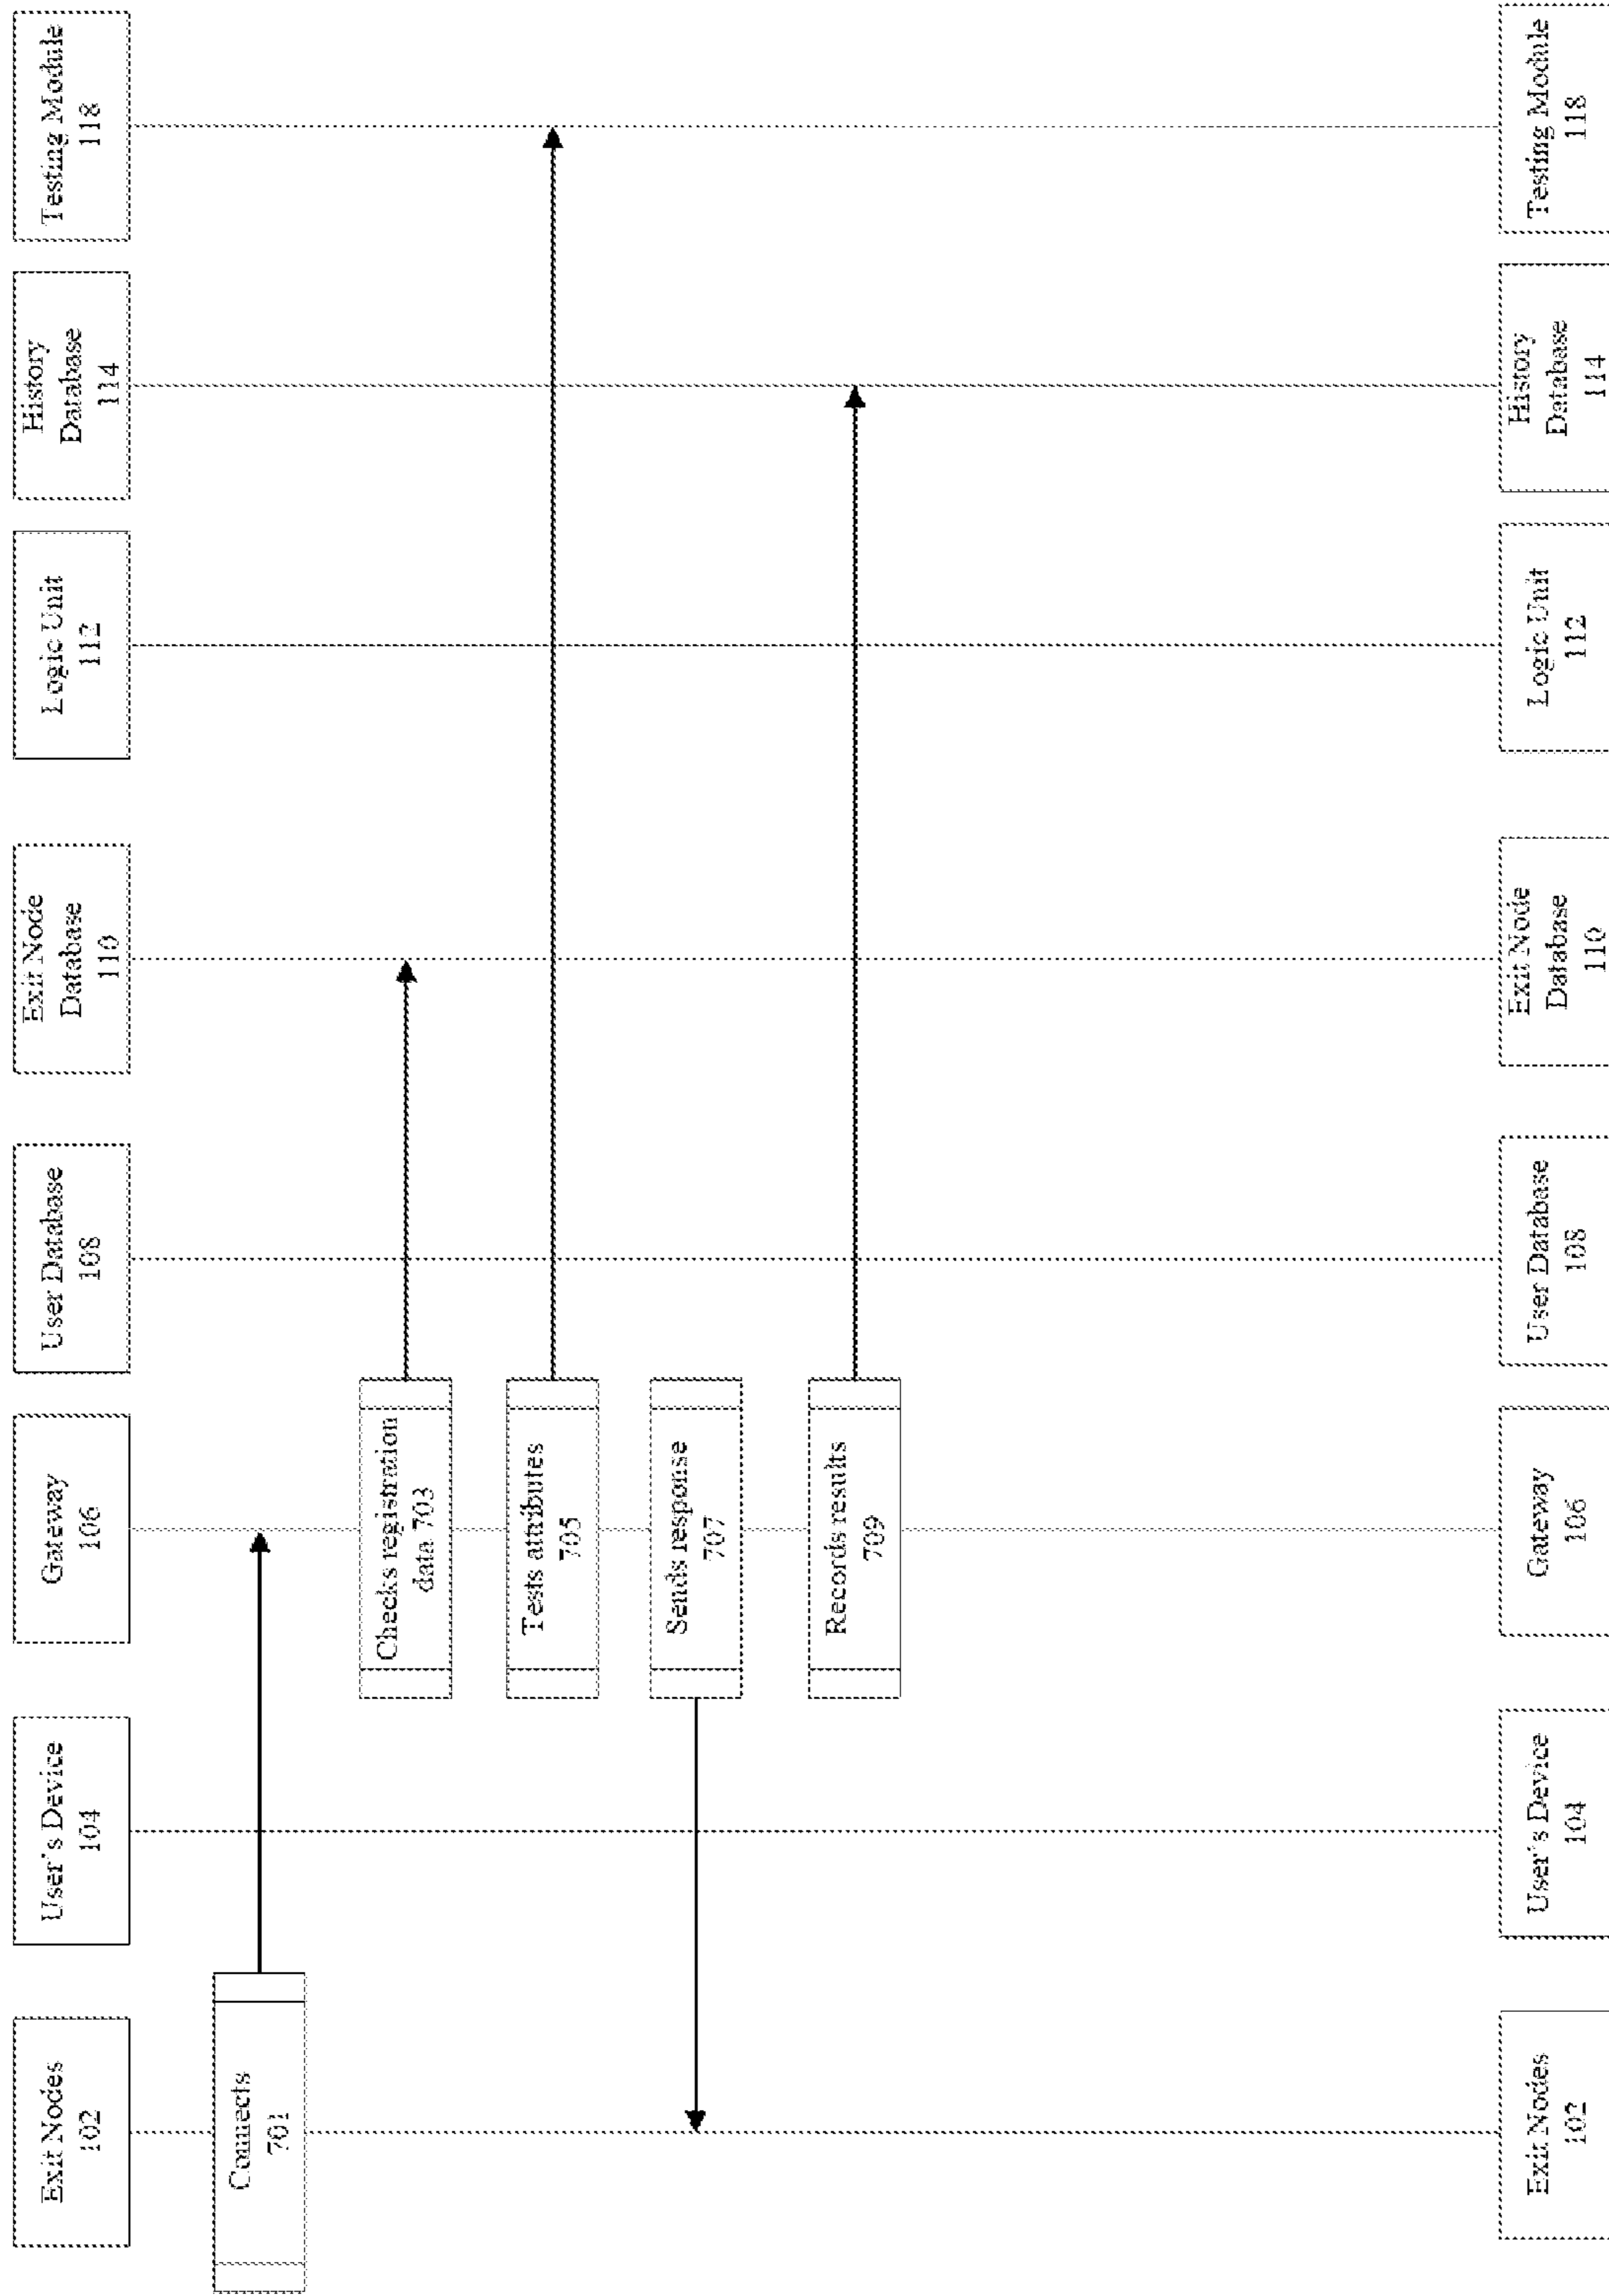 Exit Nodes
102
User's Device
104
Gateway
106
User Database
108
Exit Node
Database
110
Logic Unit
112
History
Database
114
Testing Module
118
Connects
701
Checks registration
data 703
Tests attributes
705
Sends response
707
Records results
709
Exit Nodes
102
User's Device
104
Gateway
106
User Database
108
Exit Node
Database
110
Logic Unit
112
History
Database
114
Testing Module
118